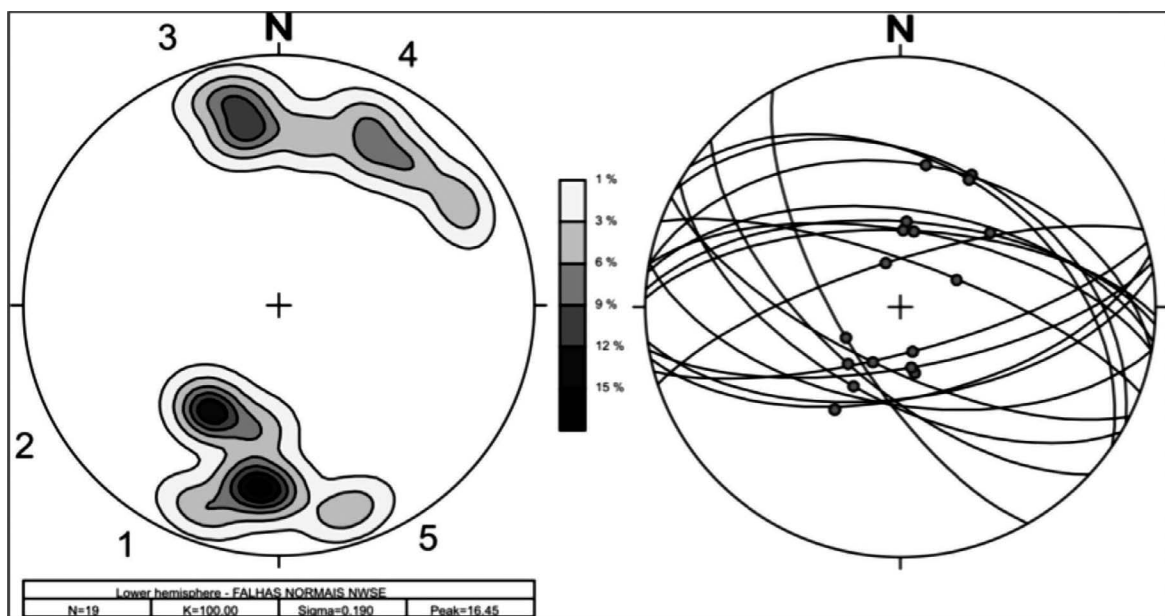 3
N
4
N
1 %
3 %
6 %
9 %
12 %
15 %
2
1
5
Lower hemisphere - FALHAS NORMAIS NWSE
N=19 K=100.00 Sigma=0.190 Peak=16.45